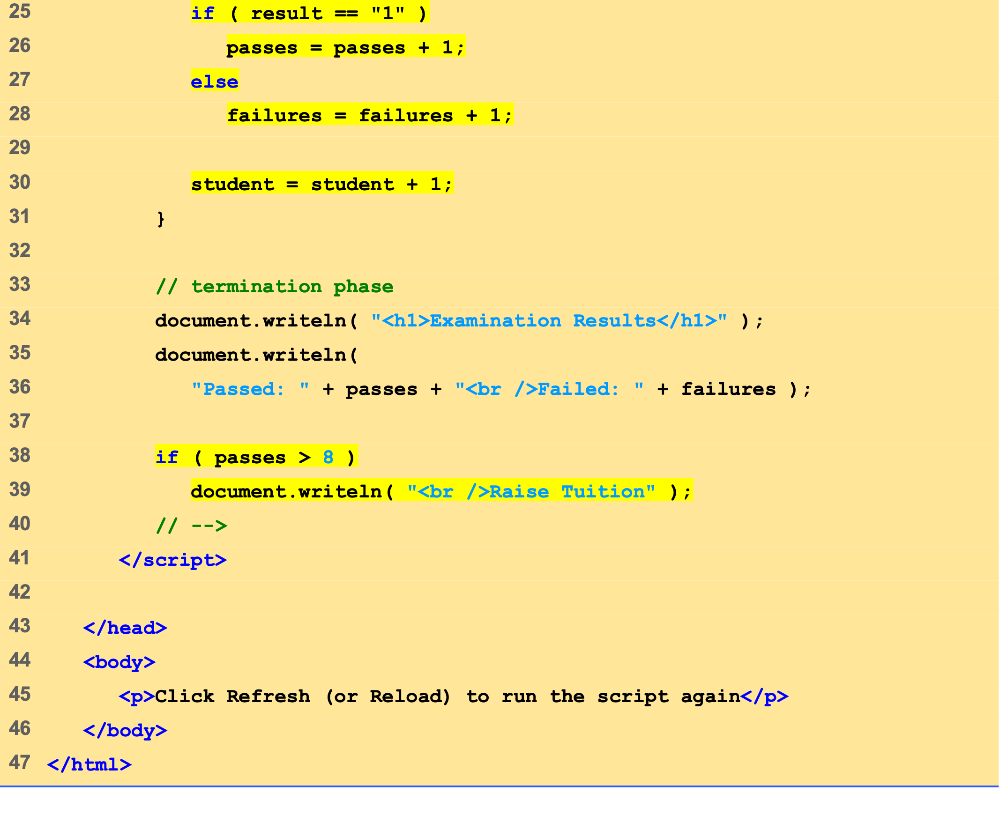 25 if ( result == "1" )
26 passes = passes + 1;
27 else
28 failures = failures + 1;
29
30 student = student + 1;
31 }
32
33 // termination phase
34 document.writeln( "<h1>Examination Results</h1>" );
35 document.writeln(
36 "Passed: " + passes + "<br />Failed: " + failures );
37
38 if ( passes > 8 )
39 document.writeln( "<br />Raise Tuition" );
40 // -->
41 </script>
42
43 </head>
44 <body>
45 <p>Click Refresh (or Reload) to run the script again</p>
46 </body>
47 </html>